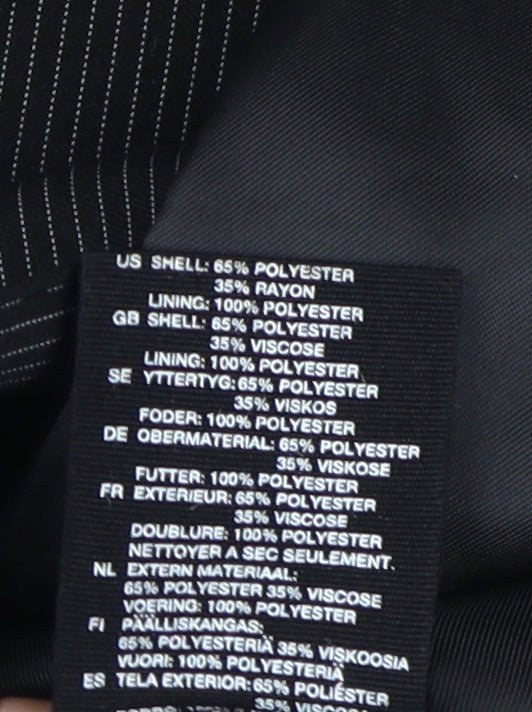 US SHELL: 65% POLYESTER
35% RAYON
LINING: 100% POLYESTER
GB SHELL: 65% POLYESTER
35% VISCOSE
LINING: 100% POLYESTER
SE YTTERTYG: 65% POLYESTER
35% VISKOS
FODER: 100% POLYESTER
DE OBERMATERIAL: 65% POLYESTER
35% VISKOSE
FUTTER: 100% POLYESTER
FR EXTERIEUR: 65% POLYESTER
35% VISCOSE
DOUBLURE: 100% POLYESTER
NETTOYER A SEC SEULEMENT.
NL EXTERN MATERIAAL:
65% POLYESTER 35% VISCOSE
VOERING: 100% POLYESTER
FI PÄÄLLISKANGAS:
65% POLYESTERIÄ 35% VISKOOSIA
VUORI: 100% POLYESTERIÄ
ES TELA EXTERIOR: 65% POLIÉSTER
35% VISCOSA